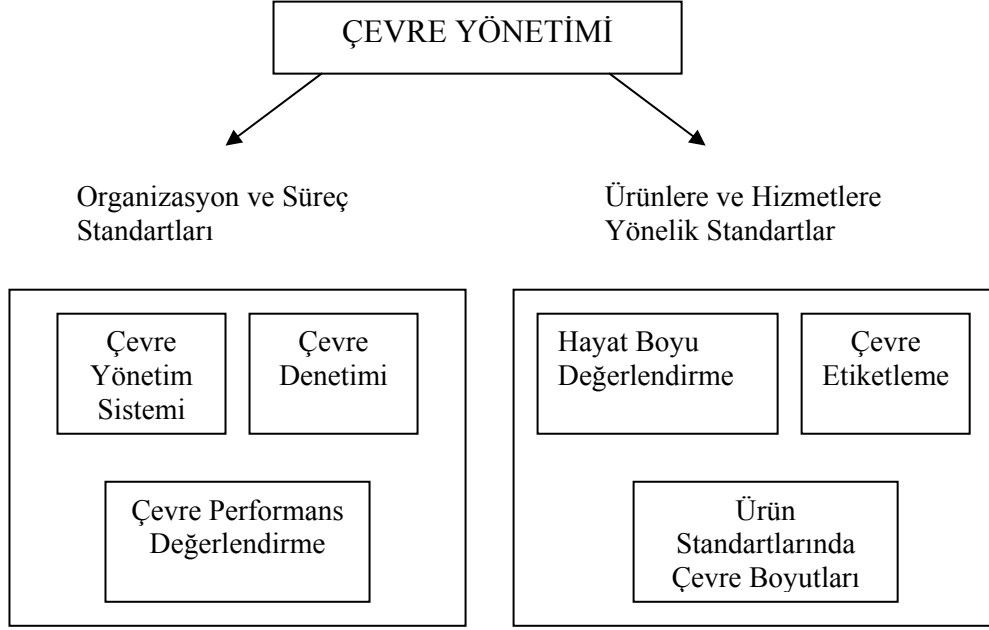 ÇEVRE YÖNETİMİ
Organizasyon ve Süreç
Standartları
Ürünlere ve Hizmetlere
Yönelik Standartlar
Çevre
Yönetim
Sistemi
Çevre
Denetimi
Çevre Performans
Değerlendirme
Hayat Boyu
Değerlendirme
Çevre
Etiketleme
Ürün
Standartlarında
Çevre Boyutları